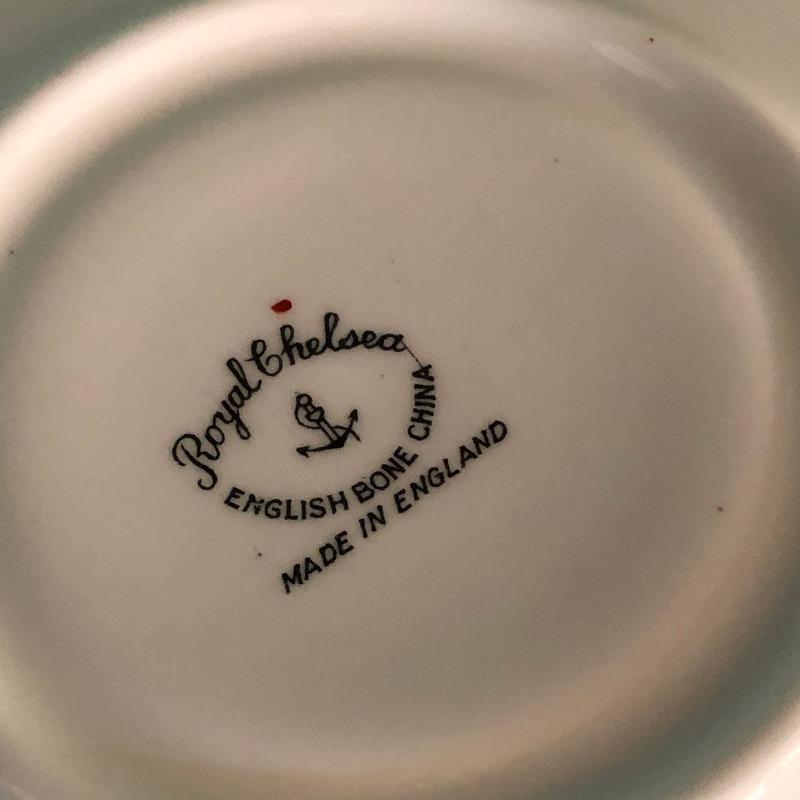 Royal Chelsea
ENGLISH BONE CHINA
MADE IN ENGLAND